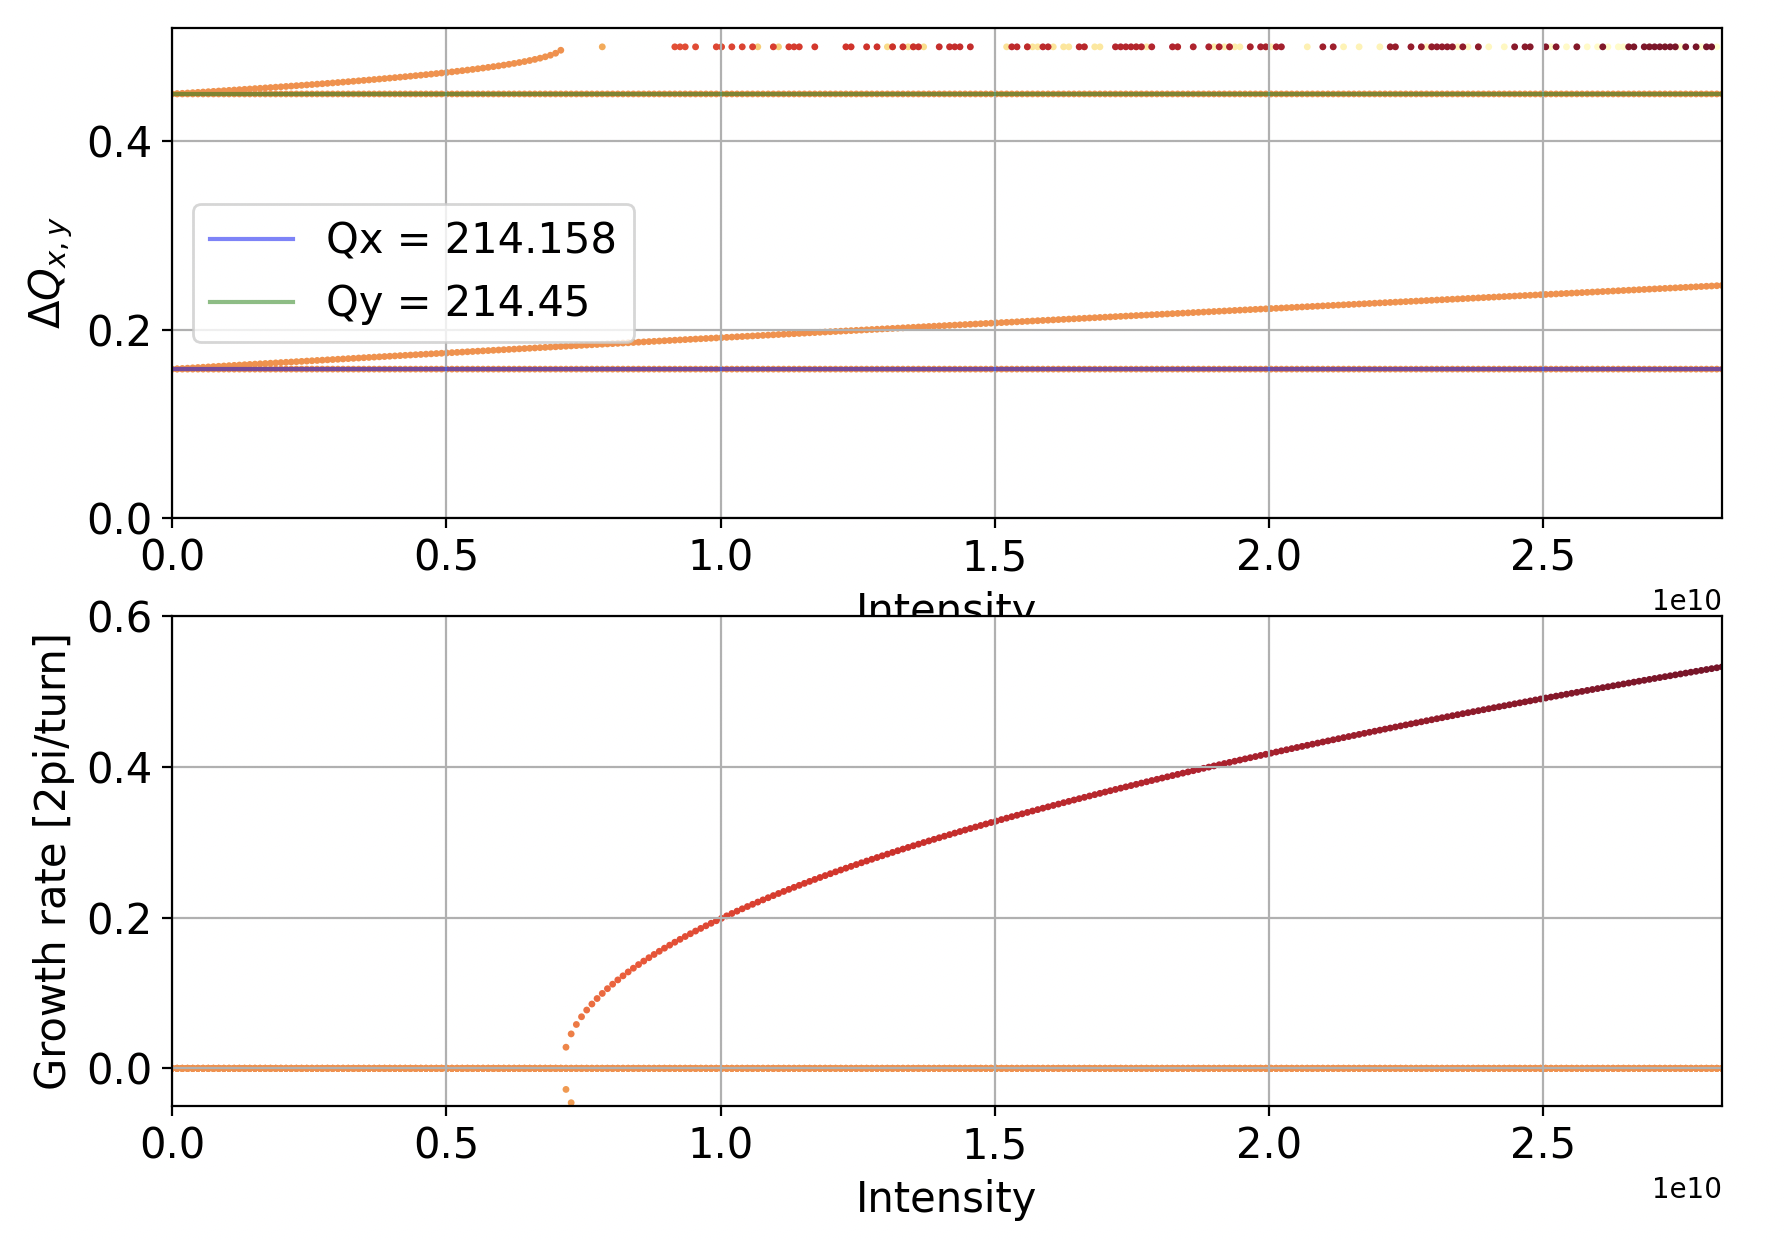 0.4
0.2
0.0
ΔQx, y
Qx = 214.158
Qy = 214.45
0.0 0.5 1.0 1.5 2.0 2.5
Intensity
1e10
0.6
0.4
0.2
0.0
Growth rate [2pi/turn]
0.0 0.5 1.0 1.5 2.0 2.5
Intensity
1e10